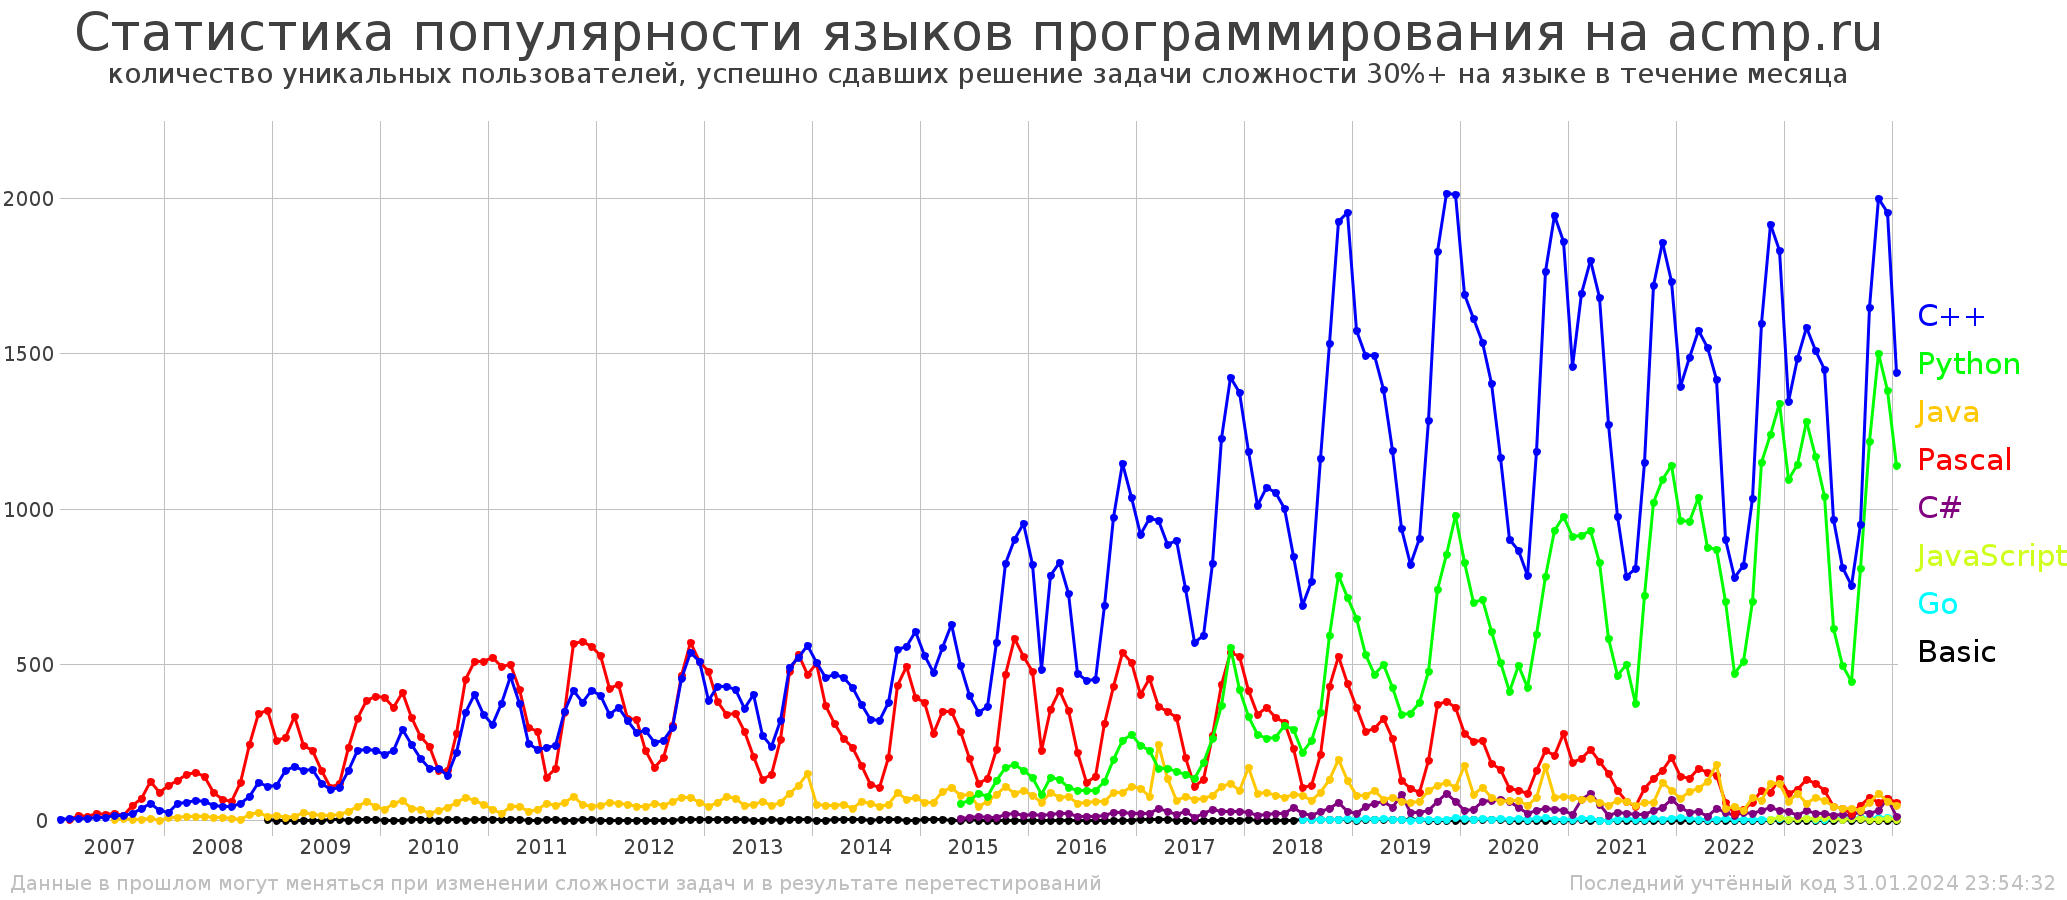 Статистика популярности языков программирования на acmp.ru
количество уникальных пользователей, успешно сдавших решение задачи сложности 30%+ на языке в течение месяца
2000
1500
1000
500
0
C++
Python
Java
Pascal
C#
JavaScript
Go
Basic
2007 2008 2009 2010 2011 2012 2013 2014 2015 2016 2017 2018 2019 2020 2021 2022 2023
Данные в прошлом могут меняться при изменении сложности задач и в результате перетестирований
Последний учтённый код 31.01.2024 23:54:32